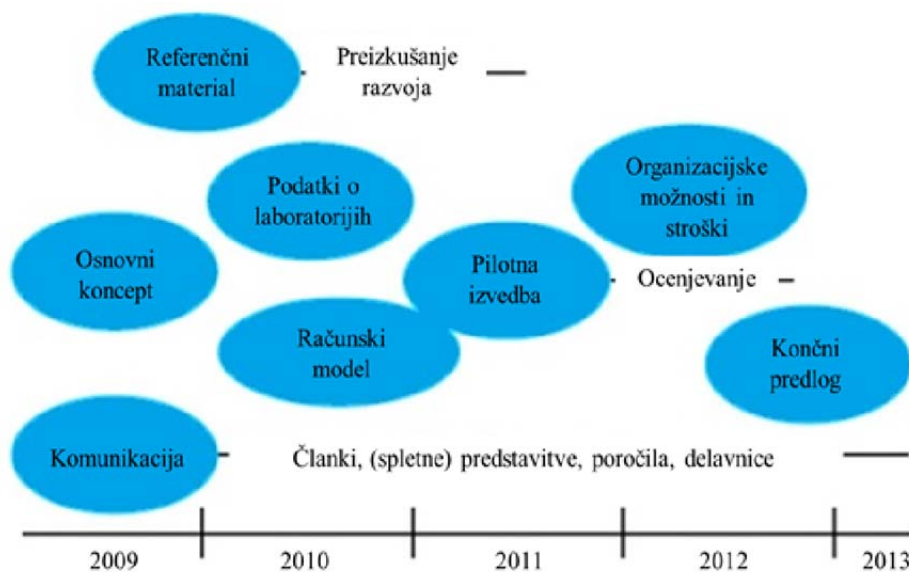 Referenčni
material
Preizkušanje
razvoja
Podatki o
laboratorijih
Organizacijske
možnosti in
stroški
Osnovni
koncept
Pilotna
izvedba
Ocenjevanje
Računski
model
Končni
predlog
Komunikacija
Članki, (spletne) predstavitve, poročila, delavnice
2009
2010
2011
2012
2013